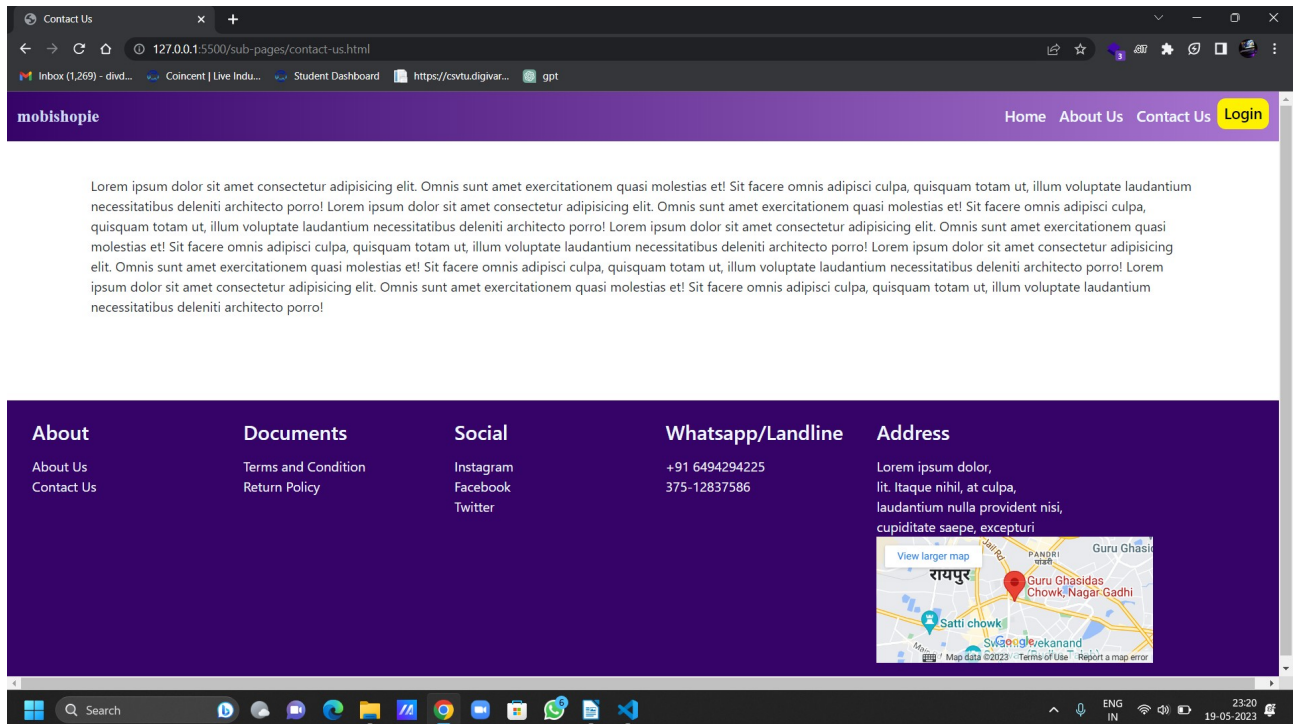 Contact Us
127.0.0.1:5500/sub-pages/contact-us.html
3
Inbox (1,269) - divd... Coincent | Live Indu... Student Dashboard https://csvtu.digivar... gpt
mobishopie Home About Us Contact Us Login
Lorem ipsum dolor sit amet consectetur adipisicing elit. Omnis sunt amet exercitationem quasi molestias et! Sit facere omnis adipisci culpa, quisquam totam ut, illum voluptate laudantium
necessitatibus deleniti architecto porro! Lorem ipsum dolor sit amet consectetur adipisicing elit. Omnis sunt amet exercitationem quasi molestias et! Sit facere omnis adipisci culpa,
quisquam totam ut, illum voluptate laudantium necessitatibus deleniti architecto porro! Lorem ipsum dolor sit amet consectetur adipisicing elit. Omnis sunt amet exercitationem quasi
molestias et! Sit facere omnis adipisci culpa, quisquam totam ut, illum voluptate laudantium necessitatibus deleniti architecto porro! Lorem ipsum dolor sit amet consectetur adipisicing
elit. Omnis sunt amet exercitationem quasi molestias et! Sit facere omnis adipisci culpa, quisquam totam ut, illum voluptate laudantium necessitatibus deleniti architecto porro! Lorem
ipsum dolor sit amet consectetur adipisicing elit. Omnis sunt amet exercitationem quasi molestias et! Sit facere omnis adipisci culpa, quisquam totam ut, illum voluptate laudantium
necessitatibus deleniti architecto porro!
About Documents Social Whatsapp/Landline Address
About Us Terms and Condition Instagram +91 6494294225 Lorem ipsum dolor,
Contact Us Return Policy Facebook 375-12837586 lit. Itaque nihil, at culpa,
Twitter laudantium nulla provident nisi,
cupiditate saepe, excepturi
View larger map Jail Rd PANDRI Guru Ghasid
पांडरी
रायपुर Guru Ghasidas
Chowk, Nagar Gadhi
Satti chowk
Google
Map data ©2023 Terms of Use Report a map error
Search 6 ENG 23:20
IN 19-05-2023